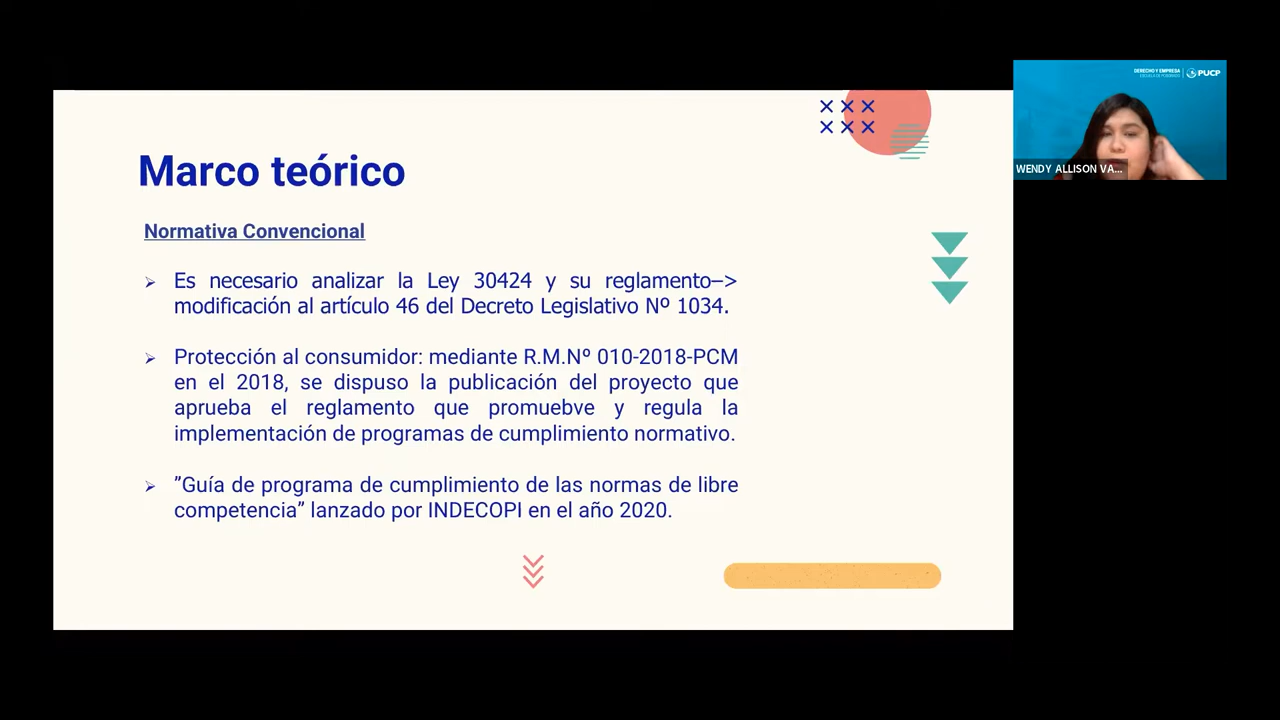 Marco teórico
Normativa Convencional
➢ Es necesario analizar la Ley 30424 y su reglamento–>
modificación al artículo 46 del Decreto Legislativo Nº 1034.
➢ Protección al consumidor: mediante R.M.Nº 010-2018-PCM
en el 2018, se dispuso la publicación del proyecto que
aprueba el reglamento que promuebve y regula la
implementación de programas de cumplimiento normativo.
➢ ”Guía de programa de cumplimiento de las normas de libre
competencia” lanzado por INDECOPI en el año 2020.
DERECHO Y EMPRESA
ESCUELA DE POSGRADO
PUCP
WENDY ALLISON VA...